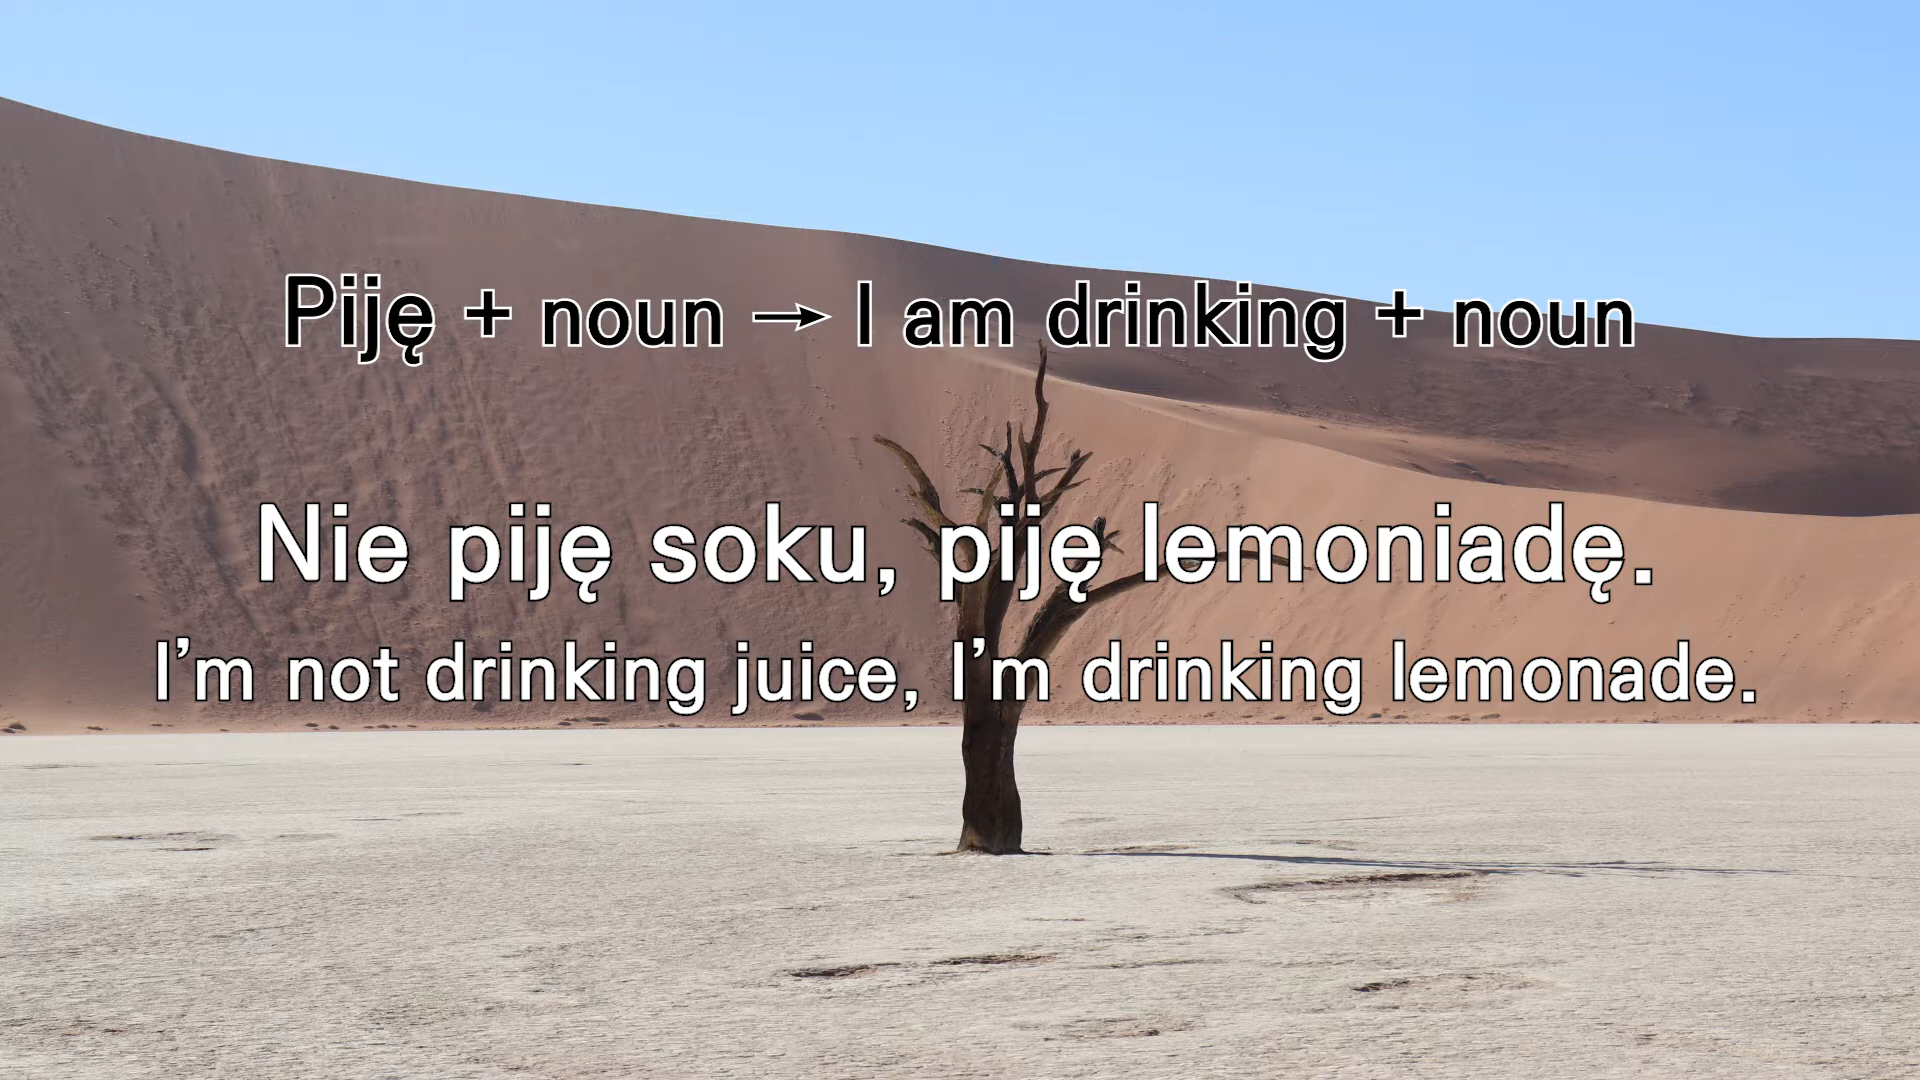 Piję + noun → I am drinking + noun
Nie piję soku, piję lemoniadę.
I’m not drinking juice, I’m drinking lemonade.